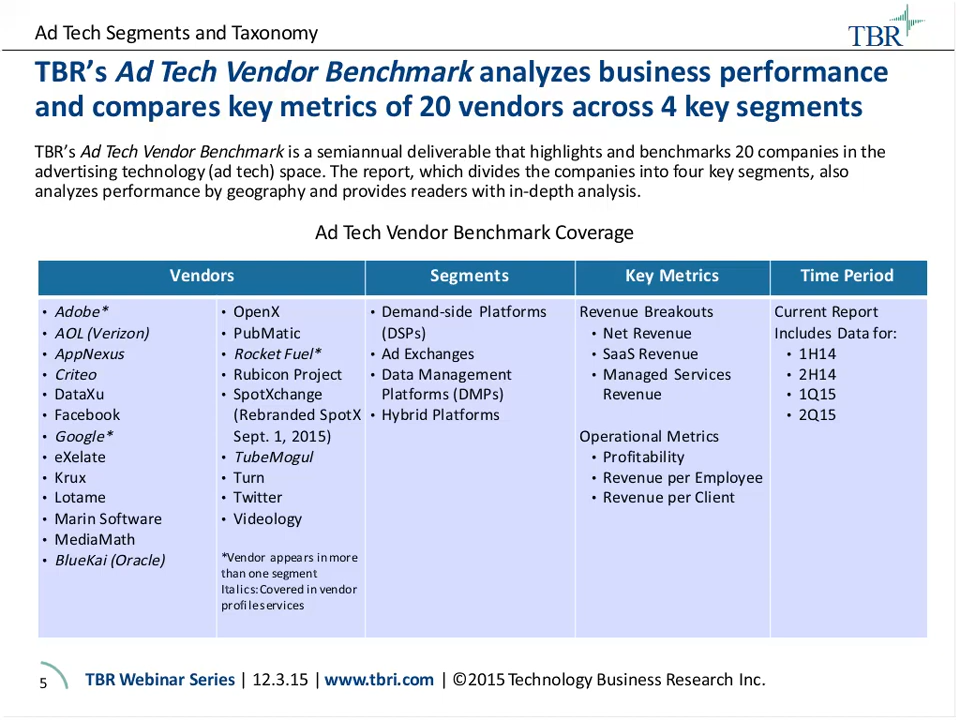 Ad Tech Segments and Taxonomy
TBR
TBR's Ad Tech Vendor Benchmark analyzes business performance
and compares key metrics of 20 vendors across 4 key segments
TBR's Ad Tech Vendor Benchmark is a semiannual deliverable that highlights and benchmarks 20 companies in the
advertising technology (ad tech) space. The report, which divides the companies into four key segments, also
analyzes performance by geography and provides readers with in-depth analysis.
Ad Tech Vendor Benchmark Coverage
Vendors
• Adobe*
• AOL (Verizon)
• AppNexus
• Criteo
• DataXu
• Facebook
• Google*
• eXelate
• Krux
• Lotame
• Marin Software
• MediaMath
• BlueKai (Oracle)
• OpenX
• PubMatic
• Rocket Fuel*
• Rubicon Project
• SpotXchange
(Rebranded SpotX
Sept. 1, 2015)
• TubeMogul
• Turn
• Twitter
• Videology
*Vendor appears in more
than one segment
Italics: Covered in vendor
profile services
Segments
• Demand-side Platforms
(DSPs)
• Ad Exchanges
• Data Management
Platforms (DMPs)
• Hybrid Platforms
Key Metrics
Revenue Breakouts
• Net Revenue
• SaaS Revenue
• Managed Services
Revenue
Operational Metrics
• Profitability
• Revenue per Employee
• Revenue per Client
Time Period
Current Report
Includes Data for:
• 1H14
• 2H14
• 1Q15
• 2Q15
5
TBR Webinar Series | 12.3.15 | www.tbri.com | ©2015 Technology Business Research Inc.